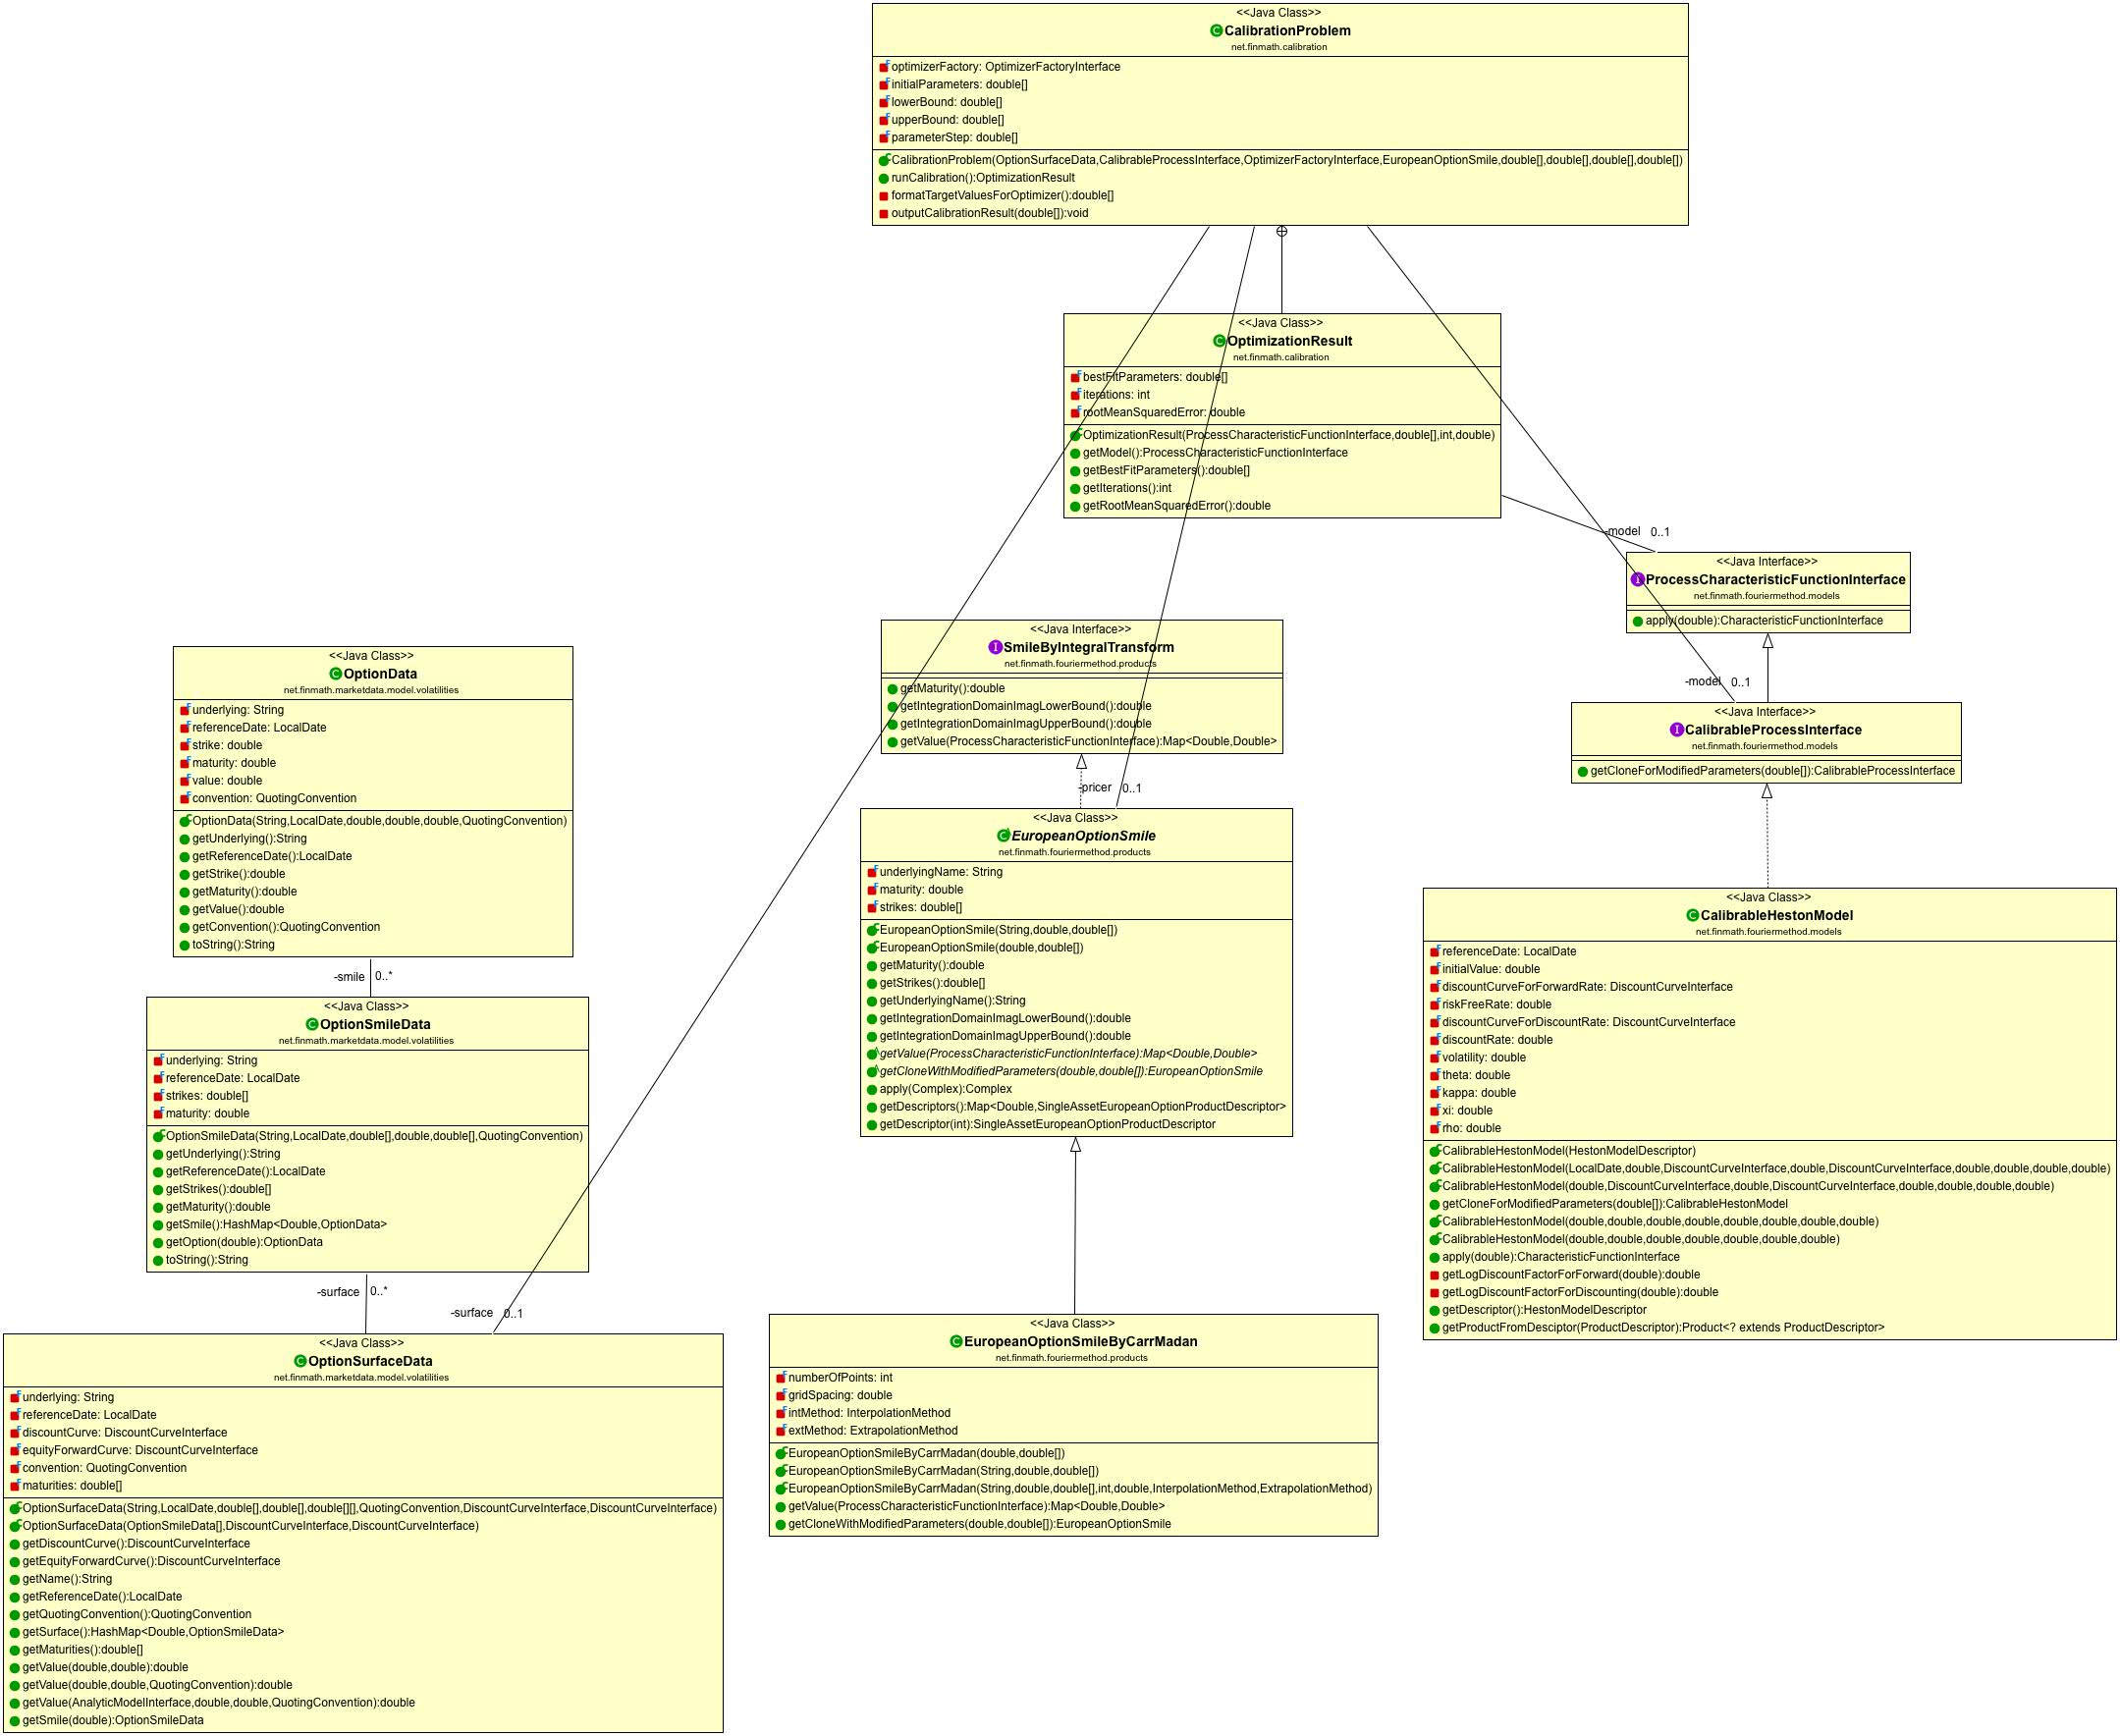 <<Java Class>>
CalibrationProblem
net.finmath.calibration
optimizerFactory: OptimizerFactoryInterface
initialParameters: double[]
lowerBound: double[]
upperBound: double[]
parameterStep: double[]
CalibrationProblem(OptionSurfaceData,CalibrableProcessInterface,OptimizerFactoryInterface,EuropeanOptionSmile,double[],double[],double[],double[])
runCalibration():OptimizationResult
formatTargetValuesForOptimizer():double[]
outputCalibrationResult(double[]):void
<<Java Class>>
OptimizationResult
net.finmath.calibration
bestFitParameters: double[]
iterations: int
rootMeanSquaredError: double
OptimizationResult(ProcessCharacteristicFunctionInterface,double[],int,double)
getModel():ProcessCharacteristicFunctionInterface
getBestFitParameters():double[]
getIterations():int
getRootMeanSquaredError():double
-model 0..1
<<Java Interface>>
ProcessCharacteristicFunctionInterface
net.finmath.fouriermethod.models
apply(double):CharacteristicFunctionInterface
-model 0..1
<<Java Interface>>
CalibrableProcessInterface
net.finmath.fouriermethod.models
getCloneForModifiedParameters(double[]):CalibrableProcessInterface
<<Java Interface>>
SmileByIntegralTransform
net.finmath.fouriermethod.products
getMaturity():double
getIntegrationDomainImagLowerBound():double
getIntegrationDomainImagUpperBound():double
getValue(ProcessCharacteristicFunctionInterface):Map<Double,Double>
-pricer 0..1
<<Java Class>>
OptionData
net.finmath.marketdata.model.volatilities
underlying: String
referenceDate: LocalDate
strike: double
maturity: double
value: double
convention: QuotingConvention
OptionData(String,LocalDate,double,double,double,QuotingConvention)
getUnderlying():String
getReferenceDate():LocalDate
getStrike():double
getMaturity():double
getValue():double
getConvention():QuotingConvention
toString():String
-smile 0..*
<<Java Class>>
EuropeanOptionSmile
net.finmath.fouriermethod.products
underlyingName: String
maturity: double
strikes: double[]
EuropeanOptionSmile(String,double,double[])
EuropeanOptionSmile(double,double[])
getMaturity():double
getStrikes():double[]
getUnderlyingName():String
getIntegrationDomainImagLowerBound():double
getIntegrationDomainImagUpperBound():double
getValue(ProcessCharacteristicFunctionInterface):Map<Double,Double>
getCloneWithModifiedParameters(double,double[]):EuropeanOptionSmile
apply(Complex):Complex
getDescriptors():Map<Double,SingleAssetEuropeanOptionProductDescriptor>
getDescriptor(int):SingleAssetEuropeanOptionProductDescriptor
<<Java Class>>
CalibrableHestonModel
net.finmath.fouriermethod.models
referenceDate: LocalDate
initialValue: double
discountCurveForForwardRate: DiscountCurveInterface
riskFreeRate: double
discountCurveForDiscountRate: DiscountCurveInterface
discountRate: double
volatility: double
theta: double
kappa: double
xi: double
rho: double
CalibrableHestonModel(HestonModelDescriptor)
CalibrableHestonModel(LocalDate,double,DiscountCurveInterface,double,DiscountCurveInterface,double,double,double,double)
CalibrableHestonModel(double,DiscountCurveInterface,double,DiscountCurveInterface,double,double,double,double)
getCloneForModifiedParameters(double[]):CalibrableHestonModel
CalibrableHestonModel(double,double,double,double,double,double,double,double)
CalibrableHestonModel(double,double,double,double,double,double,double)
apply(double):CharacteristicFunctionInterface
getLogDiscountFactorForForward(double):double
getLogDiscountFactorForDiscounting(double):double
getDescriptor():HestonModelDescriptor
getProductFromDesciptor(ProductDescriptor):Product<? extends ProductDescriptor>
<<Java Class>>
OptionSmileData
net.finmath.marketdata.model.volatilities
underlying: String
referenceDate: LocalDate
strikes: double[]
maturity: double
OptionSmileData(String,LocalDate,double[],double,double[],QuotingConvention)
getUnderlying():String
getReferenceDate():LocalDate
getStrikes():double[]
getMaturity():double
getSmile():HashMap<Double,OptionData>
getOption(double):OptionData
toString():String
-surface 0..*
-surface 0..1
<<Java Class>>
OptionSurfaceData
net.finmath.marketdata.model.volatilities
underlying: String
referenceDate: LocalDate
discountCurve: DiscountCurveInterface
equityForwardCurve: DiscountCurveInterface
convention: QuotingConvention
maturities: double[]
OptionSurfaceData(String,LocalDate,double[],double[],double[][],QuotingConvention,DiscountCurveInterface,DiscountCurveInterface)
OptionSurfaceData(OptionSmileData[],DiscountCurveInterface,DiscountCurveInterface)
getDiscountCurve():DiscountCurveInterface
getEquityForwardCurve():DiscountCurveInterface
getName():String
getReferenceDate():LocalDate
getQuotingConvention():QuotingConvention
getSurface():HashMap<Double,OptionSmileData>
getMaturities():double[]
getValue(double,double):double
getValue(double,double,QuotingConvention):double
getValue(AnalyticModelInterface,double,double,QuotingConvention):double
getSmile(double):OptionSmileData
<<Java Class>>
EuropeanOptionSmileByCarrMadan
net.finmath.fouriermethod.products
numberOfPoints: int
gridSpacing: double
intMethod: InterpolationMethod
extMethod: ExtrapolationMethod
EuropeanOptionSmileByCarrMadan(double,double[])
EuropeanOptionSmileByCarrMadan(String,double,double[])
EuropeanOptionSmileByCarrMadan(String,double,double[],int,double,InterpolationMethod,ExtrapolationMethod)
getValue(ProcessCharacteristicFunctionInterface):Map<Double,Double>
getCloneWithModifiedParameters(double,double[]):EuropeanOptionSmile